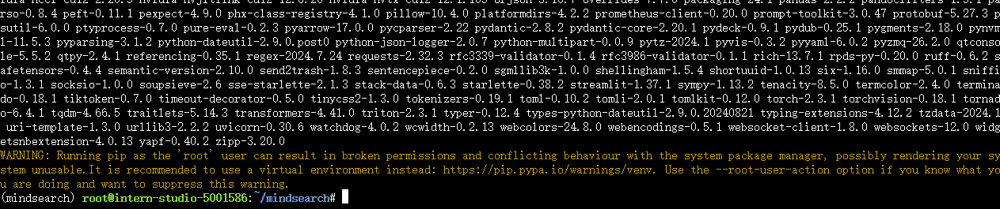 rso-0.8.4 peft-0.11.1 pexpect-4.9.0 phx-class-registry-4.1.0 pillow-10.4.0 platformdirs-4.2.2 prometheus-client-0.20.0 prompt-toolkit-3.0.47 protobuf-5.27.3 p
sutil-6.0.0 ptyprocess-0.7.0 pure-eval-0.2.3 pyarrow-17.0.0 pycparser-2.22 pydantic-2.8.2 pydantic-core-2.20.1 pydeck-0.9.1 pydub-0.25.1 pygments-2.18.0 pynvm
l-11.5.3 pyparsing-3.1.2 python-dateutil-2.9.0.post0 python-json-logger-2.0.7 python-multipart-0.0.9 pytz-2024.1 pyvis-0.3.2 pyyaml-6.0.2 pyzmq-26.2.0 qtconso
le-5.5.2 qtpy-2.4.1 referencing-0.35.1 regex-2024.7.24 requests-2.32.3 rfc3339-validator-0.1.4 rfc3986-validator-0.1.1 rich-13.7.1 rpds-py-0.20.0 ruff-0.6.2 s
afetensors-0.4.4 semantic-version-2.10.0 send2trash-1.8.3 sentencepiece-0.2.0 sgmllib3k-1.0.0 shellingham-1.5.4 shortuuid-1.0.13 six-1.16.0 smmap-5.0.1 sniffi
o-1.3.1 socksio-1.0.0 soupsieve-2.6 sse-starlette-2.1.3 stack-data-0.6.3 starlette-0.38.2 streamlit-1.37.1 sympy-1.13.2 tenacity-8.5.0 termcolor-2.4.0 termina
do-0.18.1 tiktoken-0.7.0 timeout-decorator-0.5.0 tinycss2-1.3.0 tokenizers-0.19.1 toml-0.10.2 tomli-2.0.1 tomlkit-0.12.0 torch-2.3.1 torchvision-0.18.1 tornad
o-6.4.1 tqdm-4.66.5 traitlets-5.14.3 transformers-4.41.0 triton-2.3.1 typer-0.12.4 types-python-dateutil-2.9.0.20240821 typing-extensions-4.12.2 tzdata-2024.1
uri-template-1.3.0 urllib3-2.2.2 uvicorn-0.30.6 watchdog-4.0.2 wcwidth-0.2.13 webcolors-24.8.0 webencodings-0.5.1 websocket-client-1.8.0 websockets-12.0 widg
etsnbextension-4.0.13 yapf-0.40.2 zipp-3.20.0
WARNING: Running pip as the 'root' user can result in broken permissions and conflicting behaviour with the system package manager, possibly rendering your sy
stem unusable.It is recommended to use a virtual environment instead: https://pip.pypa.io/warnings/venv. Use the --root-user-action option if you know what yo
u are doing and want to suppress this warning.
(mindsearch) root@intern-studio-5001586:~/mindsearch#